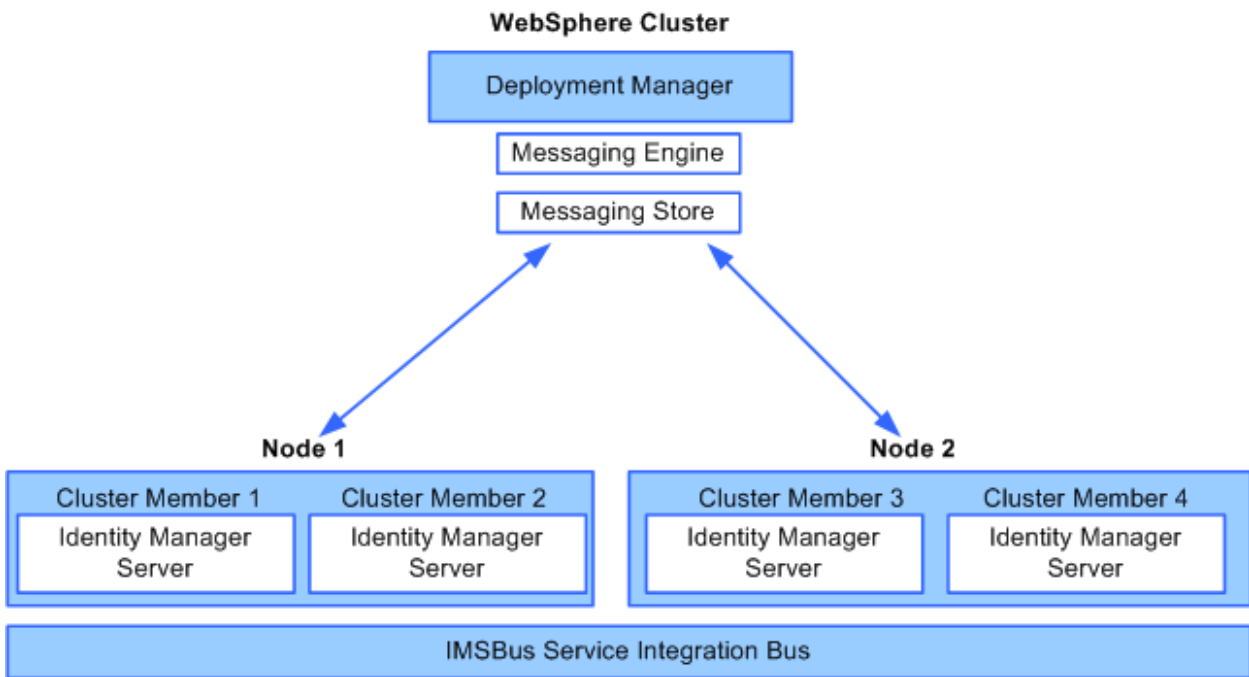 WebSphere Cluster
Deployment Manager
Messaging Engine
Messaging Store
Node 1
Node 2
Cluster Member 1
Cluster Member 2
Cluster Member 3
Cluster Member 4
Identity Manager
Server
Identity Manager
Server
Identity Manager
Server
Identity Manager
Server
IMSBus Service Integration Bus